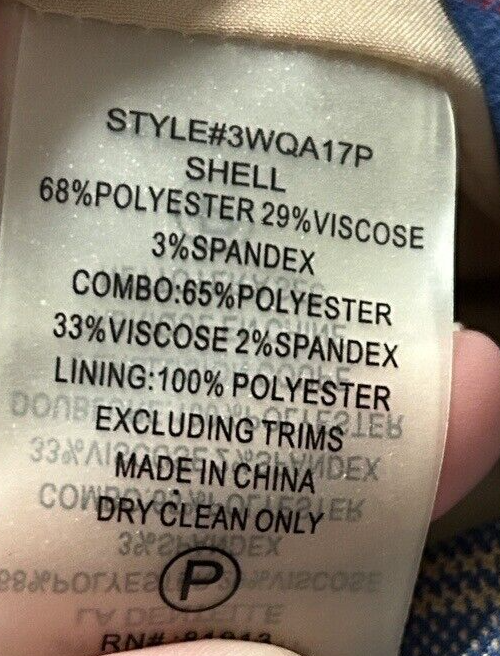 STYLE#3WQA17P
SHELL
68%POLYESTER 29%VISCOSE
3%SPANDEX
COMBO:65%POLYESTER
33%VISCOSE 2%SPANDEX
LINING:100% POLYESTER
EXCLUDING TRIMS
MADE IN CHINA
DRY CLEAN ONLY
P
RN#: